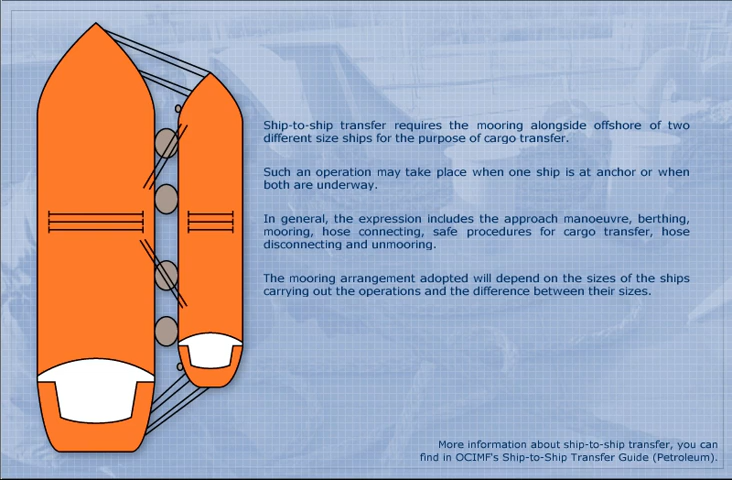 Ship-to-ship transfer requires the mooring alongside offshore of two
different size ships for the purpose of cargo transfer.
Such an operation may take place when one ship is at anchor or when
both are underway.
In general, the expression includes the approach manoeuvre, berthing,
mooring, hose connecting, safe procedures for cargo transfer, hose
disconnecting and unmooring.
The mooring arrangement adopted will depend on the sizes of the ships
carrying out the operations and the difference between their sizes.
More information about ship-to-ship transfer, you can
find in OCIMF's Ship-to-Ship Transfer Guide (Petroleum).